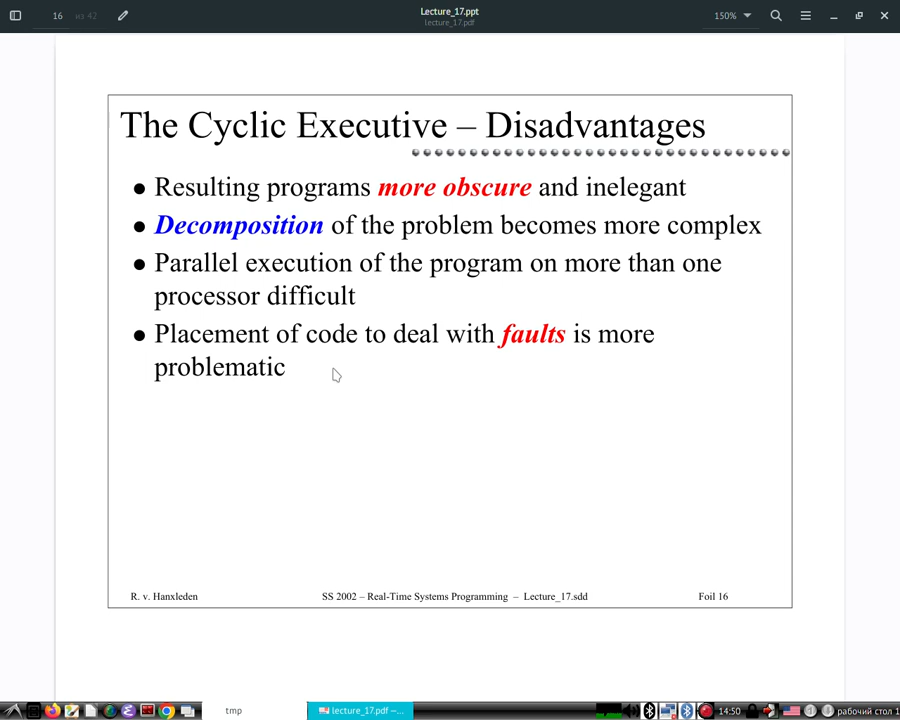 16 из 42
Lecture_17.ppt
lecture_17.pdf
150%
The Cyclic Executive – Disadvantages
● Resulting programs more obscure and inelegant
● Decomposition of the problem becomes more complex
● Parallel execution of the program on more than one
processor difficult
● Placement of code to deal with faults is more
problematic
R. v. Hanxleden
SS 2002 – Real-Time Systems Programming – Lecture_17.sdd
Foil 16
tmp
lecture_17.pdf —...
14:50
рабочий стол 1